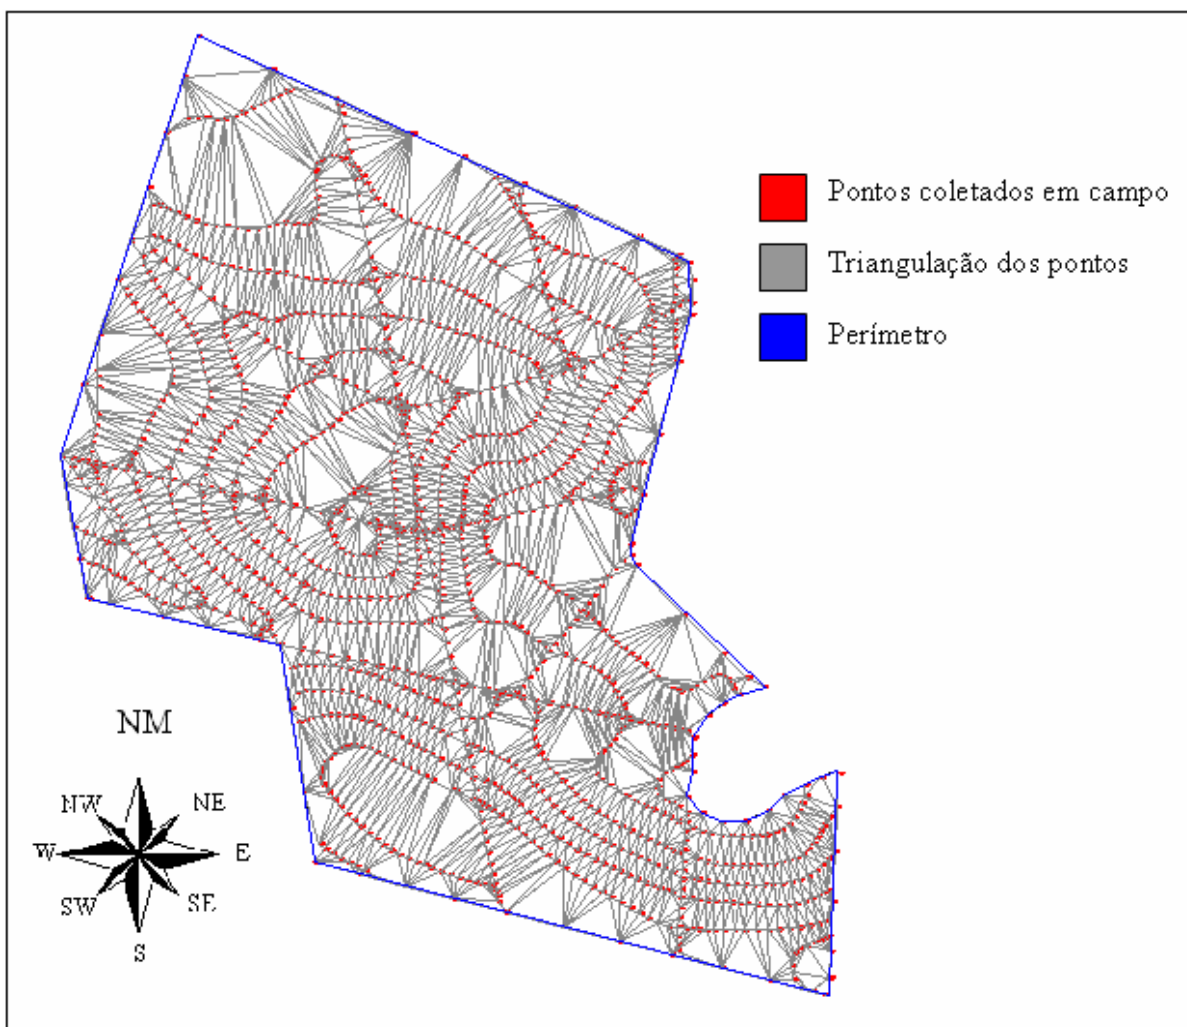 Pontos coletados em campo
Triangulação dos pontos
Perímetro
NM
NW
NE
W
E
SW
SE
S